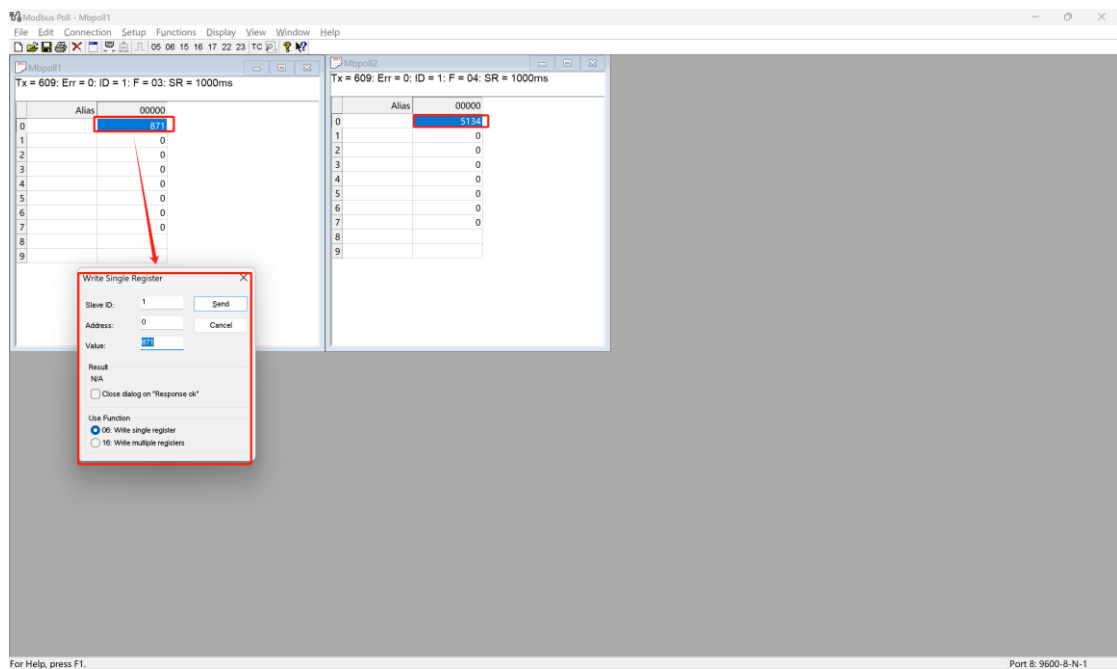 Modbus Poll - Mbpoll1
File Edit Connection Setup Functions Display View Window Help
05 06 15 16 17 22 23 TC
Mbpoll1
Tx = 609: Err = 0: ID = 1: F = 03: SR = 1000ms
Alias 00000
0 871
1 0
2 0
3 0
4 0
5 0
6 0
7 0
8
9
Mbpoll2
Tx = 609: Err = 0: ID = 1: F = 04: SR = 1000ms
Alias 00000
0 5134
1 0
2 0
3 0
4 0
5 0
6 0
7 0
8
9
Write Single Register
Slave ID: 1 Send
Address: 0 Cancel
Value: 871
Result
N/A
Close dialog on "Response ok"
Use Function
06: Write single register
16: Write multiple registers
For Help, press F1.
Port 8: 9600-8-N-1